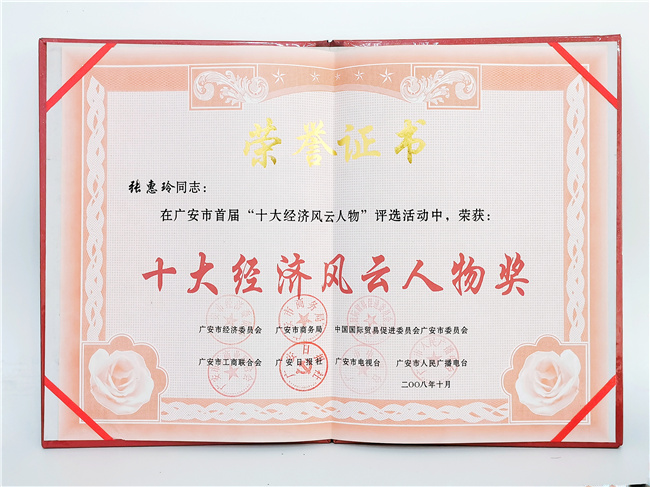 荣誉证书
张惠玲同志：
在广安市首届“十大经济风云人物”评选活动中，荣获：
十大经济风云人物奖
广安市经济委员会 广安市商务局 中国国际贸易促进委员会广安市委员会
广安市工商联合会 广安日报社 广安市电视台 广安市人民广播电台
二〇〇八年十月